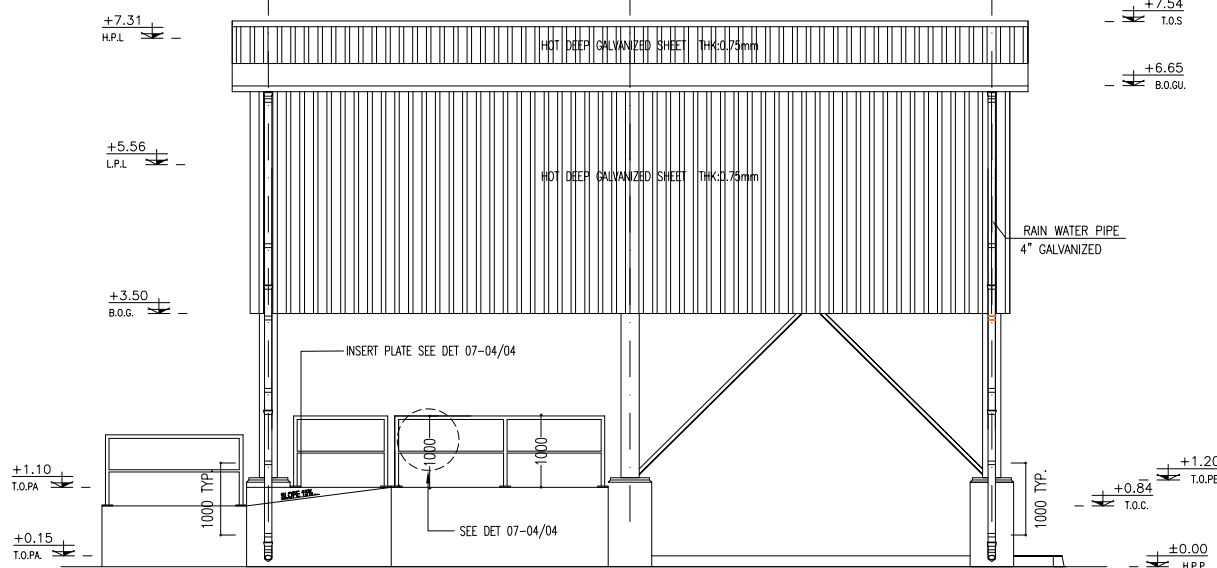 +7.31
H.P.L
+7.54
T.O.S
HOT DEEP GALVANIZED SHEET THK:0.75mm
+6.65
B.O.GU.
+5.56
L.P.L
HOT DEEP GALVANIZED SHEET THK:0.75mm
RAIN WATER PIPE
4" GALVANIZED
+3.50
B.O.G.
INSERT PLATE SEE DET 07-04/04
1000
1000
+1.10
T.O.PA
1000 TYP.
1000 TYP.
+1.20
T.O.PE
+0.84
T.O.C.
SLOPE
SEE DET 07-04/04
+0.15
T.O.PA.
±0.00
H.P.P